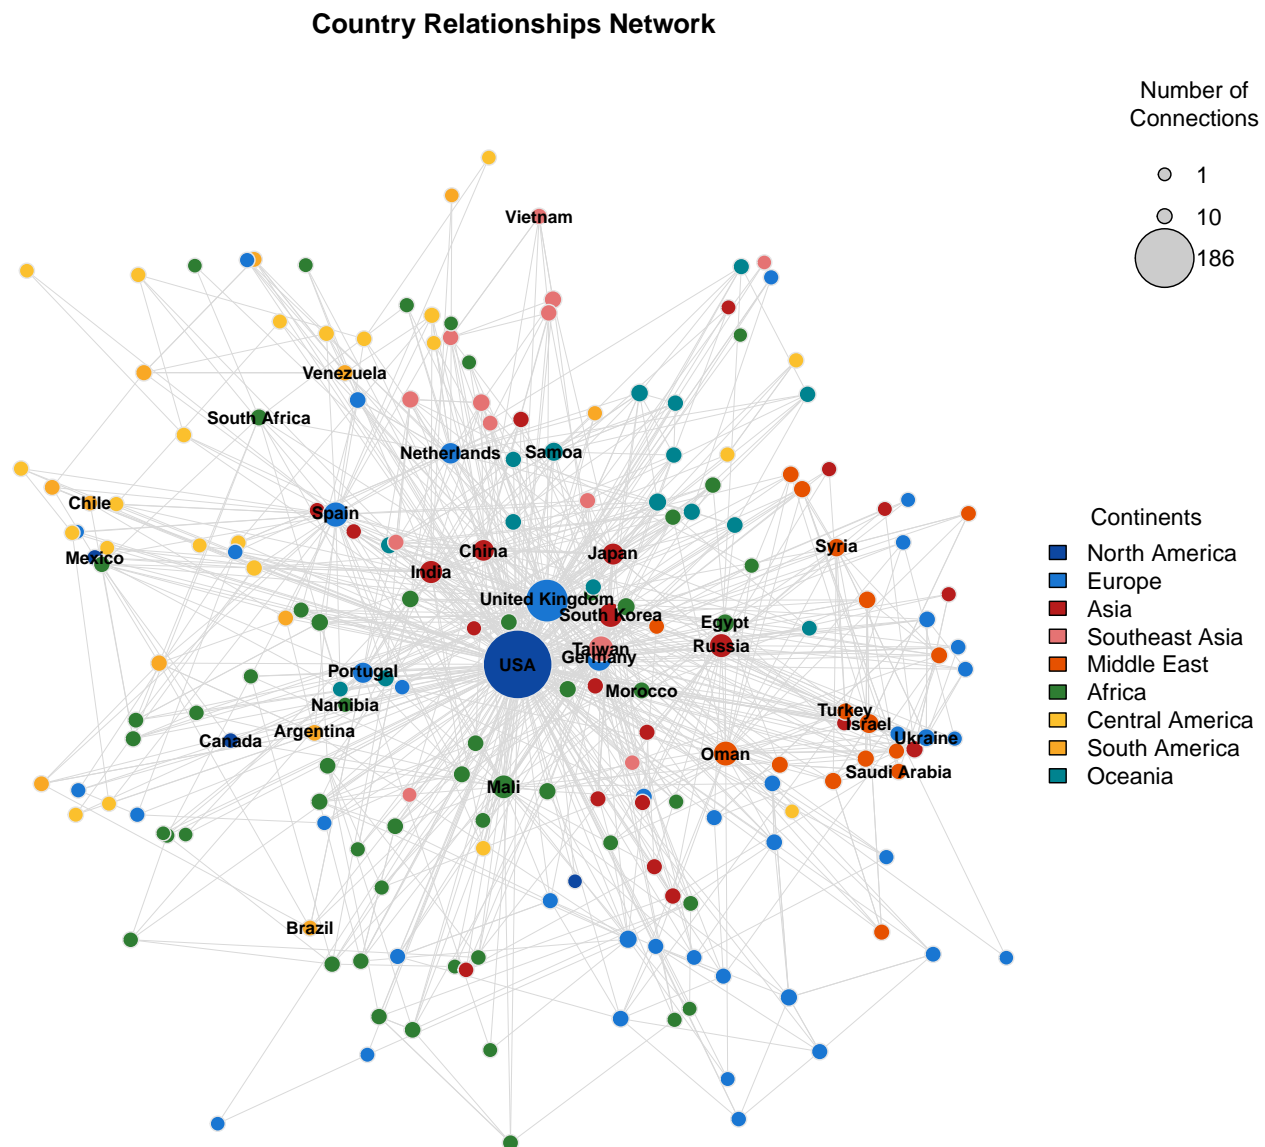 Country Relationships Network
Number of
Connections
1
10
186
Vietnam
Venezuela
South Africa
Netherlands
Samoa
Chile
Spain
Mexico
China
Japan
Syria
India
United Kingdom
South Korea
Egypt
Taiwan
Russia
Germany
USA
Portugal
Morocco
Namibia
Turkey
Israel
Argentina
Canada
Ukraine
Oman
Saudi Arabia
Mali
Brazil
Continents
North America
Europe
Asia
Southeast Asia
Middle East
Africa
Central America
South America
Oceania